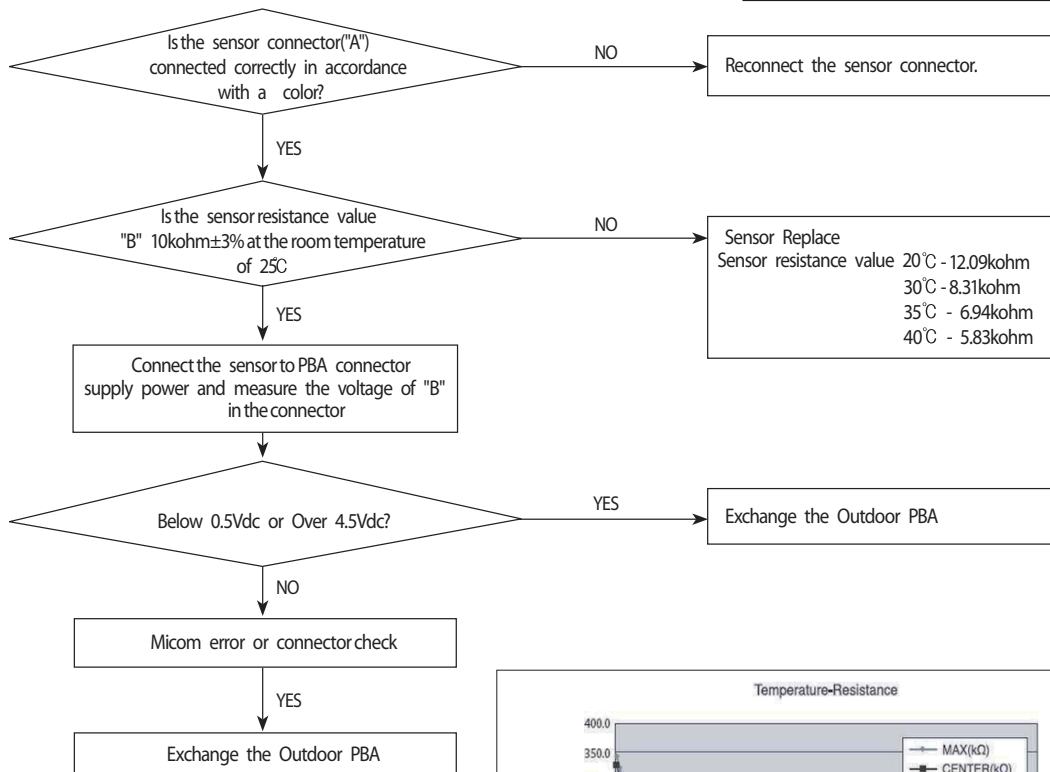 Is the sensor connector("A")
connected correctly in accordance
with a color?
NO
Reconnect the sensor connector.
YES
Is the sensor resistance value
"B" 10kohm±3% at the room temperature
of 25℃
NO
Sensor Replace
Sensor resistance value 20℃ - 12.09kohm
30℃ - 8.31kohm
35℃ - 6.94kohm
40℃ - 5.83kohm
YES
Connect the sensor to PBA connector
supply power and measure the voltage of "B"
in the connector
Below 0.5Vdc or Over 4.5Vdc?
YES
Exchange the Outdoor PBA
NO
Micom error or connector check
YES
Exchange the Outdoor PBA
Temperature-Resistance
400.0
350.0
MAX(kΩ)
CENTER(kΩ)